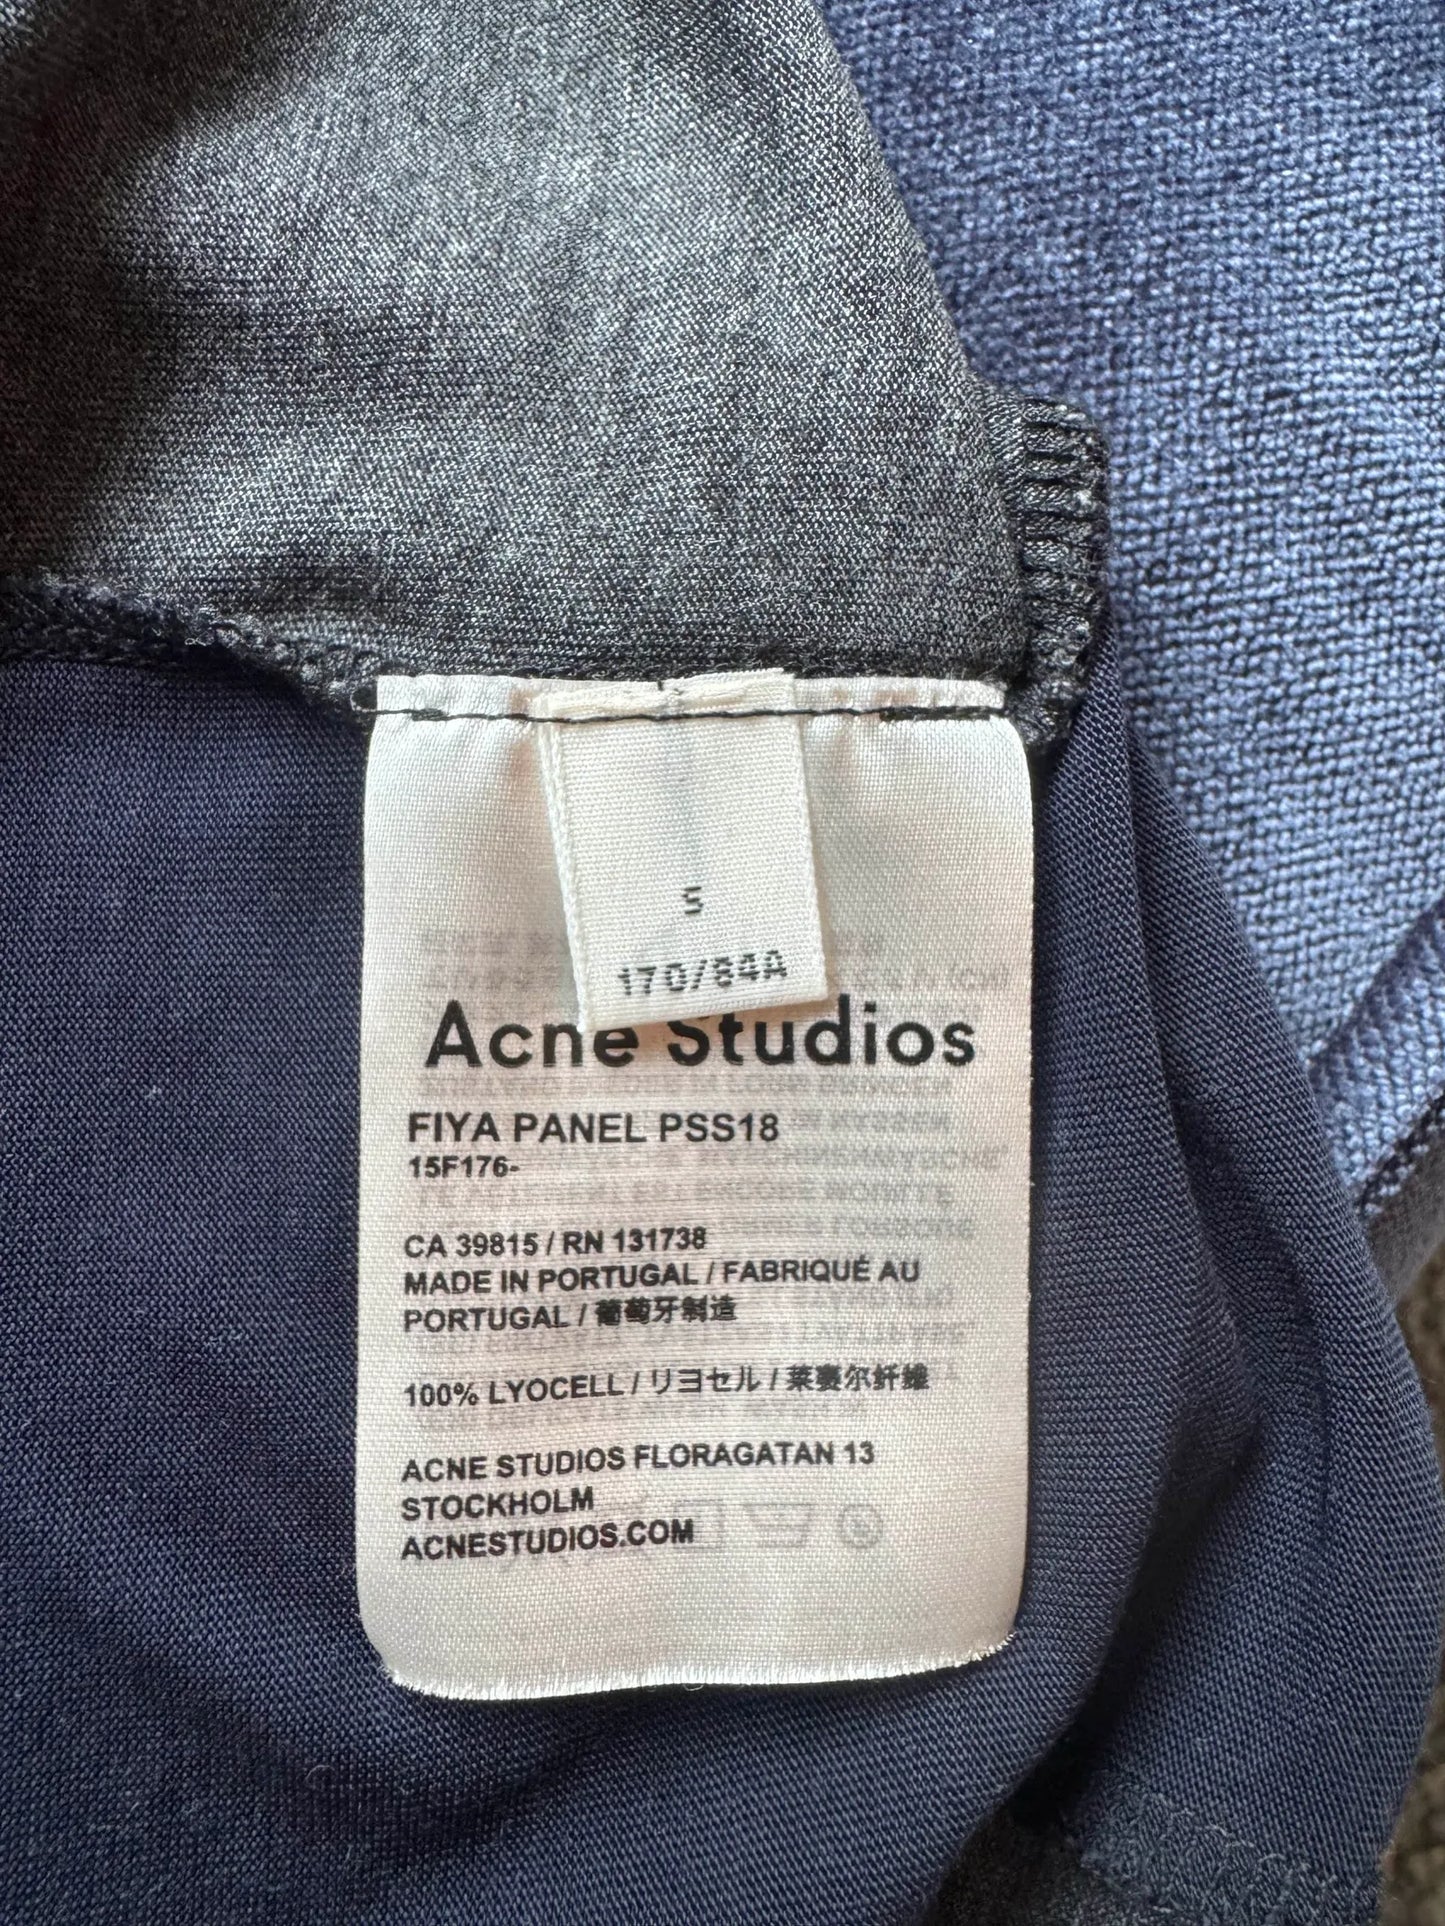 S
170/84A
Acne Studios
FIYA PANEL PSS18
15F176-
CA 39815 / RN 131738
MADE IN PORTUGAL / FABRIQUÉ AU
PORTUGAL / 葡萄牙制造
100% LYOCELL / リヨセル / 莱赛尔纤维
ACNE STUDIOS FLORAGATAN 13
STOCKHOLM
ACNESTUDIOS.COM